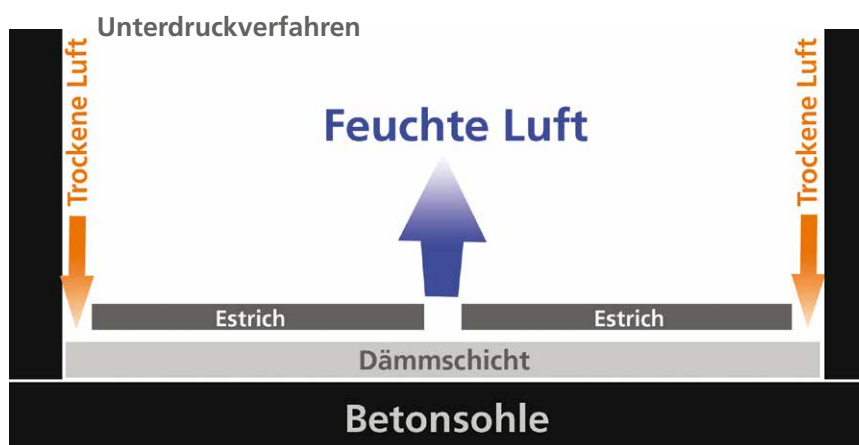 Unterdruckverfahren
Trockene Luft
Feuchte Luft
Trockene Luft
Estrich
Estrich
Dämmschicht
Betonsohle